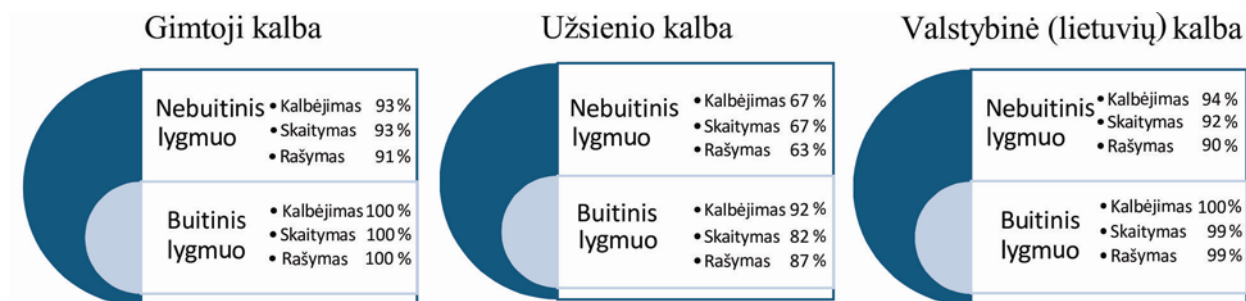 Gimtoji kalba
Nebuitinis lygmuo
• Kalbėjimas 93 %
• Skaitymas 93 %
• Rašymas 91 %
Buitinis lygmuo
• Kalbėjimas 100 %
• Skaitymas 100 %
• Rašymas 100 %
Užsienio kalba
Nebuitinis lygmuo
• Kalbėjimas 67 %
• Skaitymas 67 %
• Rašymas 63 %
Buitinis lygmuo
• Kalbėjimas 92 %
• Skaitymas 82 %
• Rašymas 87 %
Valstybinė (lietuvių) kalba
Nebuitinis lygmuo
• Kalbėjimas 94 %
• Skaitymas 92 %
• Rašymas 90 %
Buitinis lygmuo
• Kalbėjimas 100 %
• Skaitymas 99 %
• Rašymas 99 %